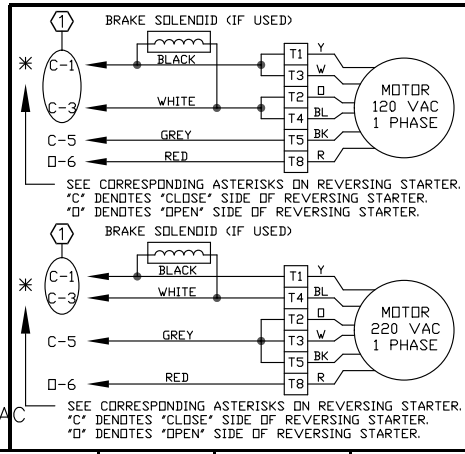 1
BRAKE SOLENOID (IF USED)
* C-1 BLACK T1 Y
T3 W
C-3 WHITE T2 O
T4 BL
C-5 GREY T5 BK
O-6 RED T8 R
MOTOR
120 VAC
1 PHASE
SEE CORRESPONDING ASTERISKS ON REVERSING STARTER.
"C" DENOTES "CLOSE" SIDE OF REVERSING STARTER.
"O" DENOTES "OPEN" SIDE OF REVERSING STARTER.
1
BRAKE SOLENOID (IF USED)
* C-1 BLACK T1 Y
C-3 WHITE T4 BL
T2 O
C-5 GREY T3 W
T5 BK
O-6 RED T8 R
MOTOR
220 VAC
1 PHASE
AC
SEE CORRESPONDING ASTERISKS ON REVERSING STARTER.
"C" DENOTES "CLOSE" SIDE OF REVERSING STARTER.
"O" DENOTES "OPEN" SIDE OF REVERSING STARTER.